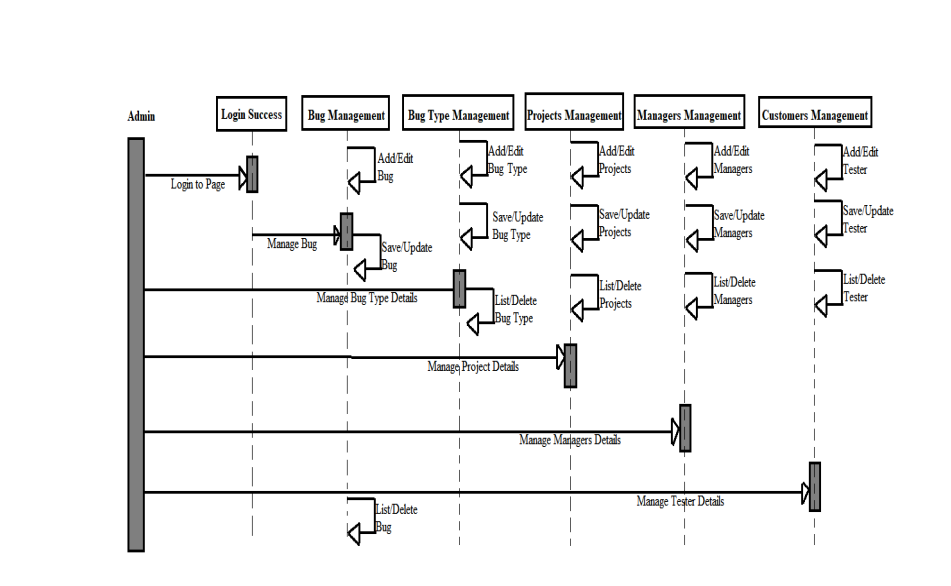 Admin
Login Success
Bug Management
Bug Type Management
Projects Management
Managers Management
Customers Management
Add/Edit
Bug
Add/Edit
Bug Type
Add/Edit
Projects
Add/Edit
Managers
Add/Edit
Tester
Login to Page
Save/Update
Bug Type
Save/Update
Projects
Save/Update
Managers
Save/Update
Tester
Manage Bug
Save/Update
Bug
List/Delete
Projects
List/Delete
Managers
List/Delete
Tester
Manage Bug Type Details
List/Delete
Bug Type
Manage Project Details
Manage Managers Details
Manage Tester Details
List/Delete
Bug